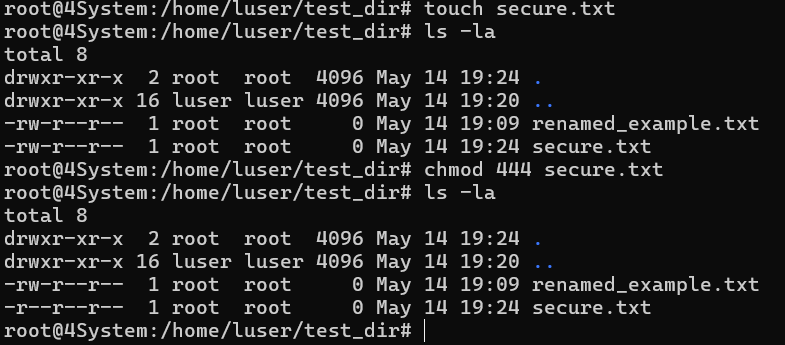 root@4System:/home/luser/test_dir# touch secure.txt
root@4System:/home/luser/test_dir# ls -la
total 8
drwxr-xr-x  2 root  root  4096 May 14 19:24 .
drwxr-xr-x 16 luser luser 4096 May 14 19:20 ..
-rw-r--r--  1 root  root     0 May 14 19:09 renamed_example.txt
-rw-r--r--  1 root  root     0 May 14 19:24 secure.txt
root@4System:/home/luser/test_dir# chmod 444 secure.txt
root@4System:/home/luser/test_dir# ls -la
total 8
drwxr-xr-x  2 root  root  4096 May 14 19:24 .
drwxr-xr-x 16 luser luser 4096 May 14 19:20 ..
-rw-r--r--  1 root  root     0 May 14 19:09 renamed_example.txt
-r--r--r--  1 root  root     0 May 14 19:24 secure.txt
root@4System:/home/luser/test_dir#